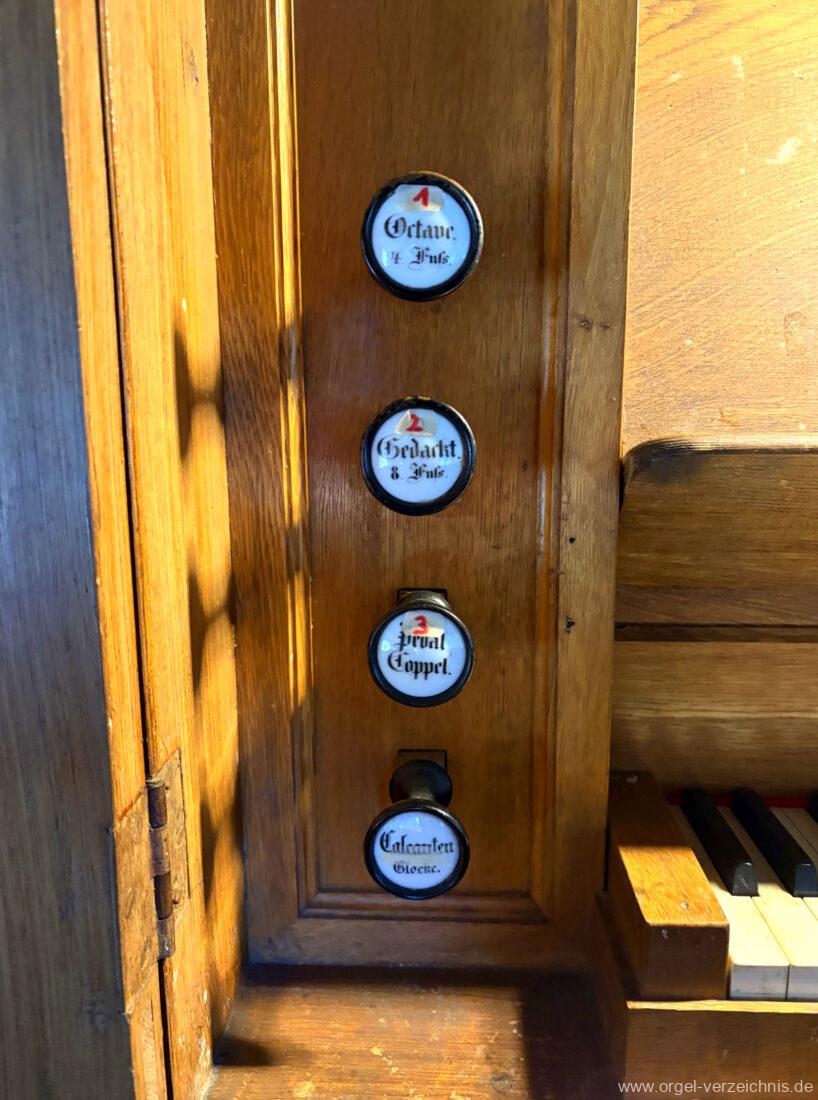 1
Octave.
4. Fuſs.
2
Gedackt.
8. Fuſs.
3
Pedal
Coppel.
Calcanten
Glocke.
www.orgel-verzeichnis.de